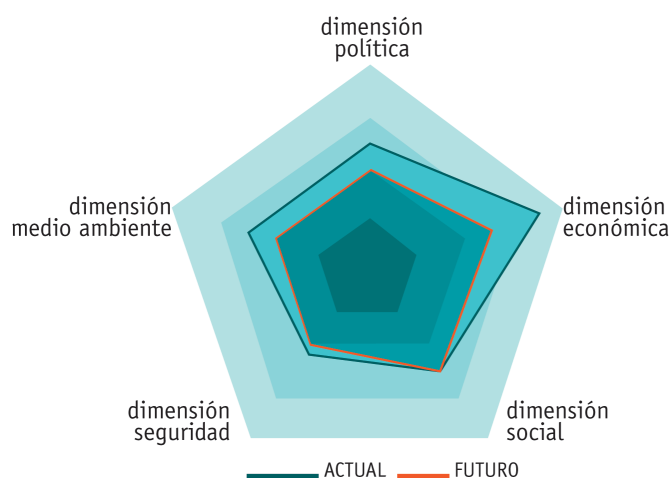 dimensión
política
dimensión
medio ambiente
dimensión
económica
dimensión
seguridad
dimensión
social
ACTUAL
FUTURO